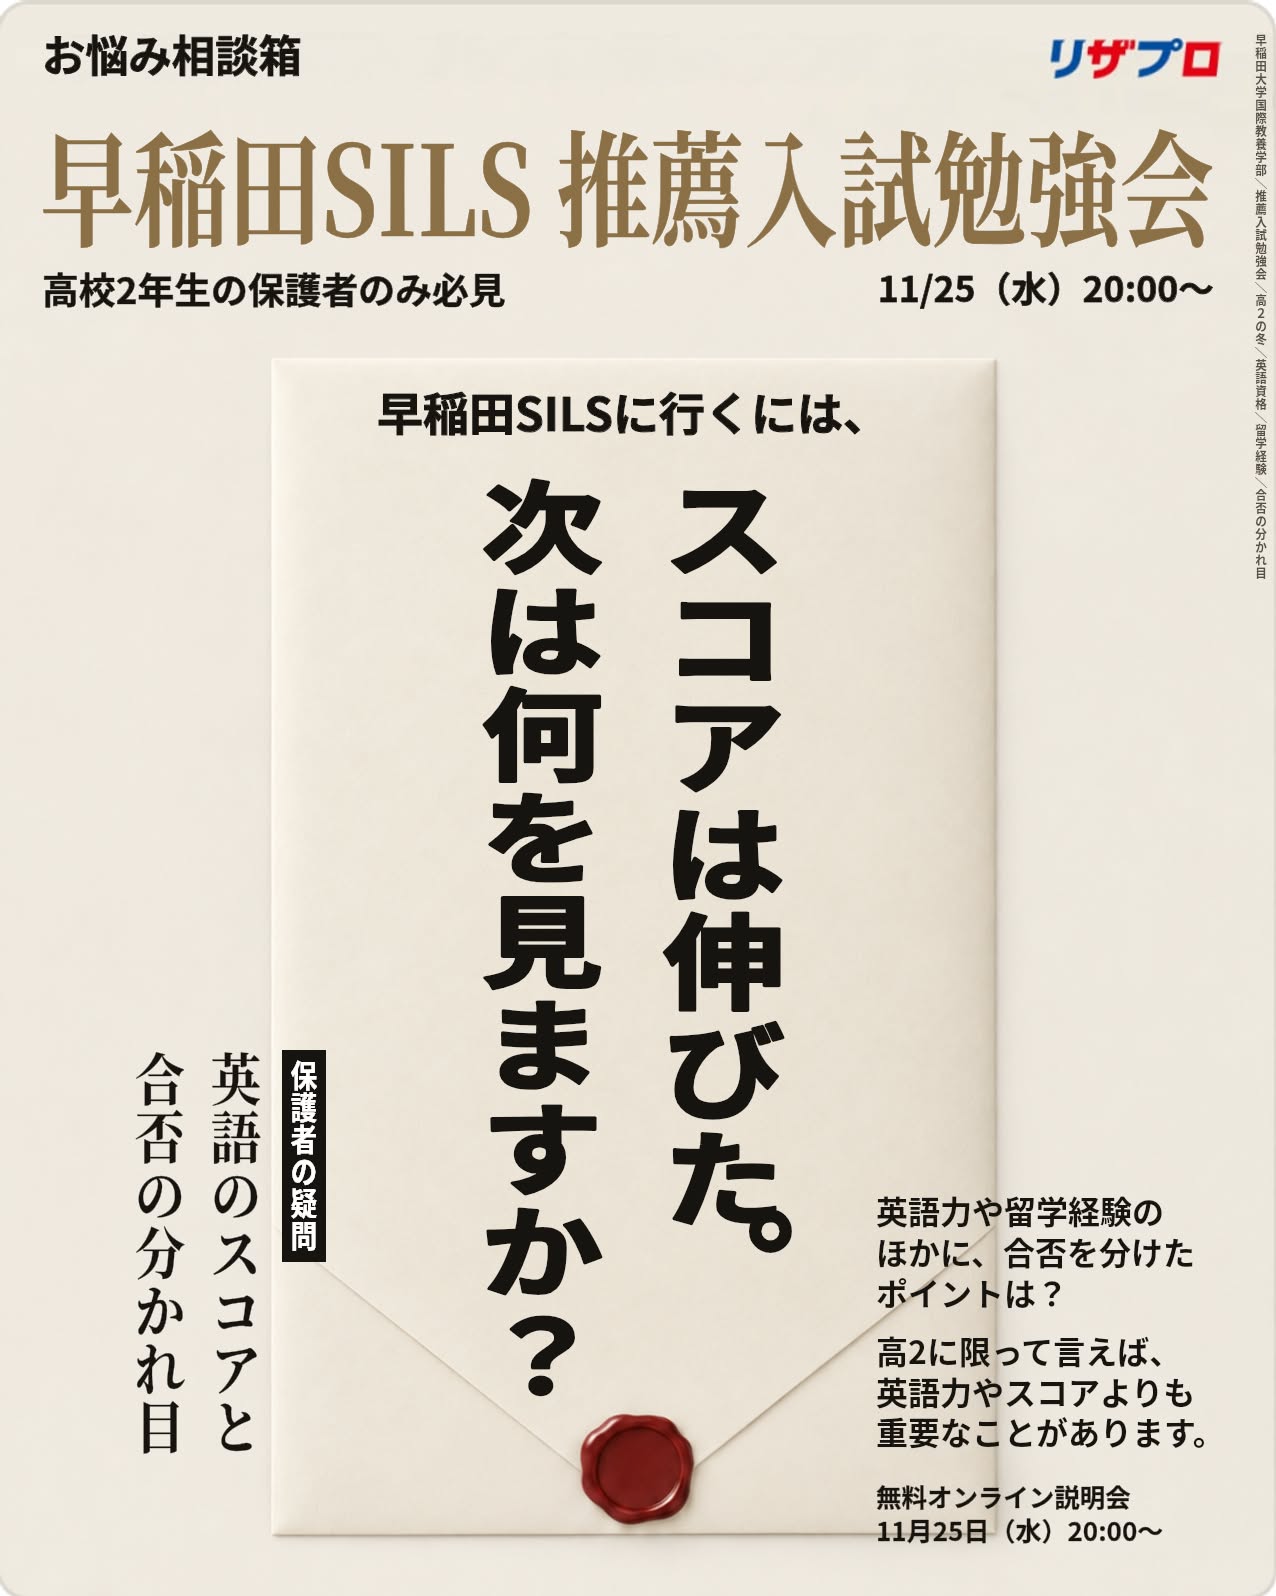 お悩み相談箱
リザプロ
早稲田SILS 推薦入試勉強会
高校2年生の保護者のみ必見
11/25（水）20:00〜
早稲田大学国際教養学部／推薦入試勉強会／高2の冬／英語資格／留学経験／合否の分かれ目
早稲田SILSに行くには、
スコアは伸びた。
次は何を見ますか？
保護者の疑問
英語のスコアと
合否の分かれ目
英語力や留学経験の
ほかに、合否を分けた
ポイントは？
高2に限って言えば、
英語力やスコアよりも
重要なことがあります。
無料オンライン説明会
11月25日（水）20:00〜